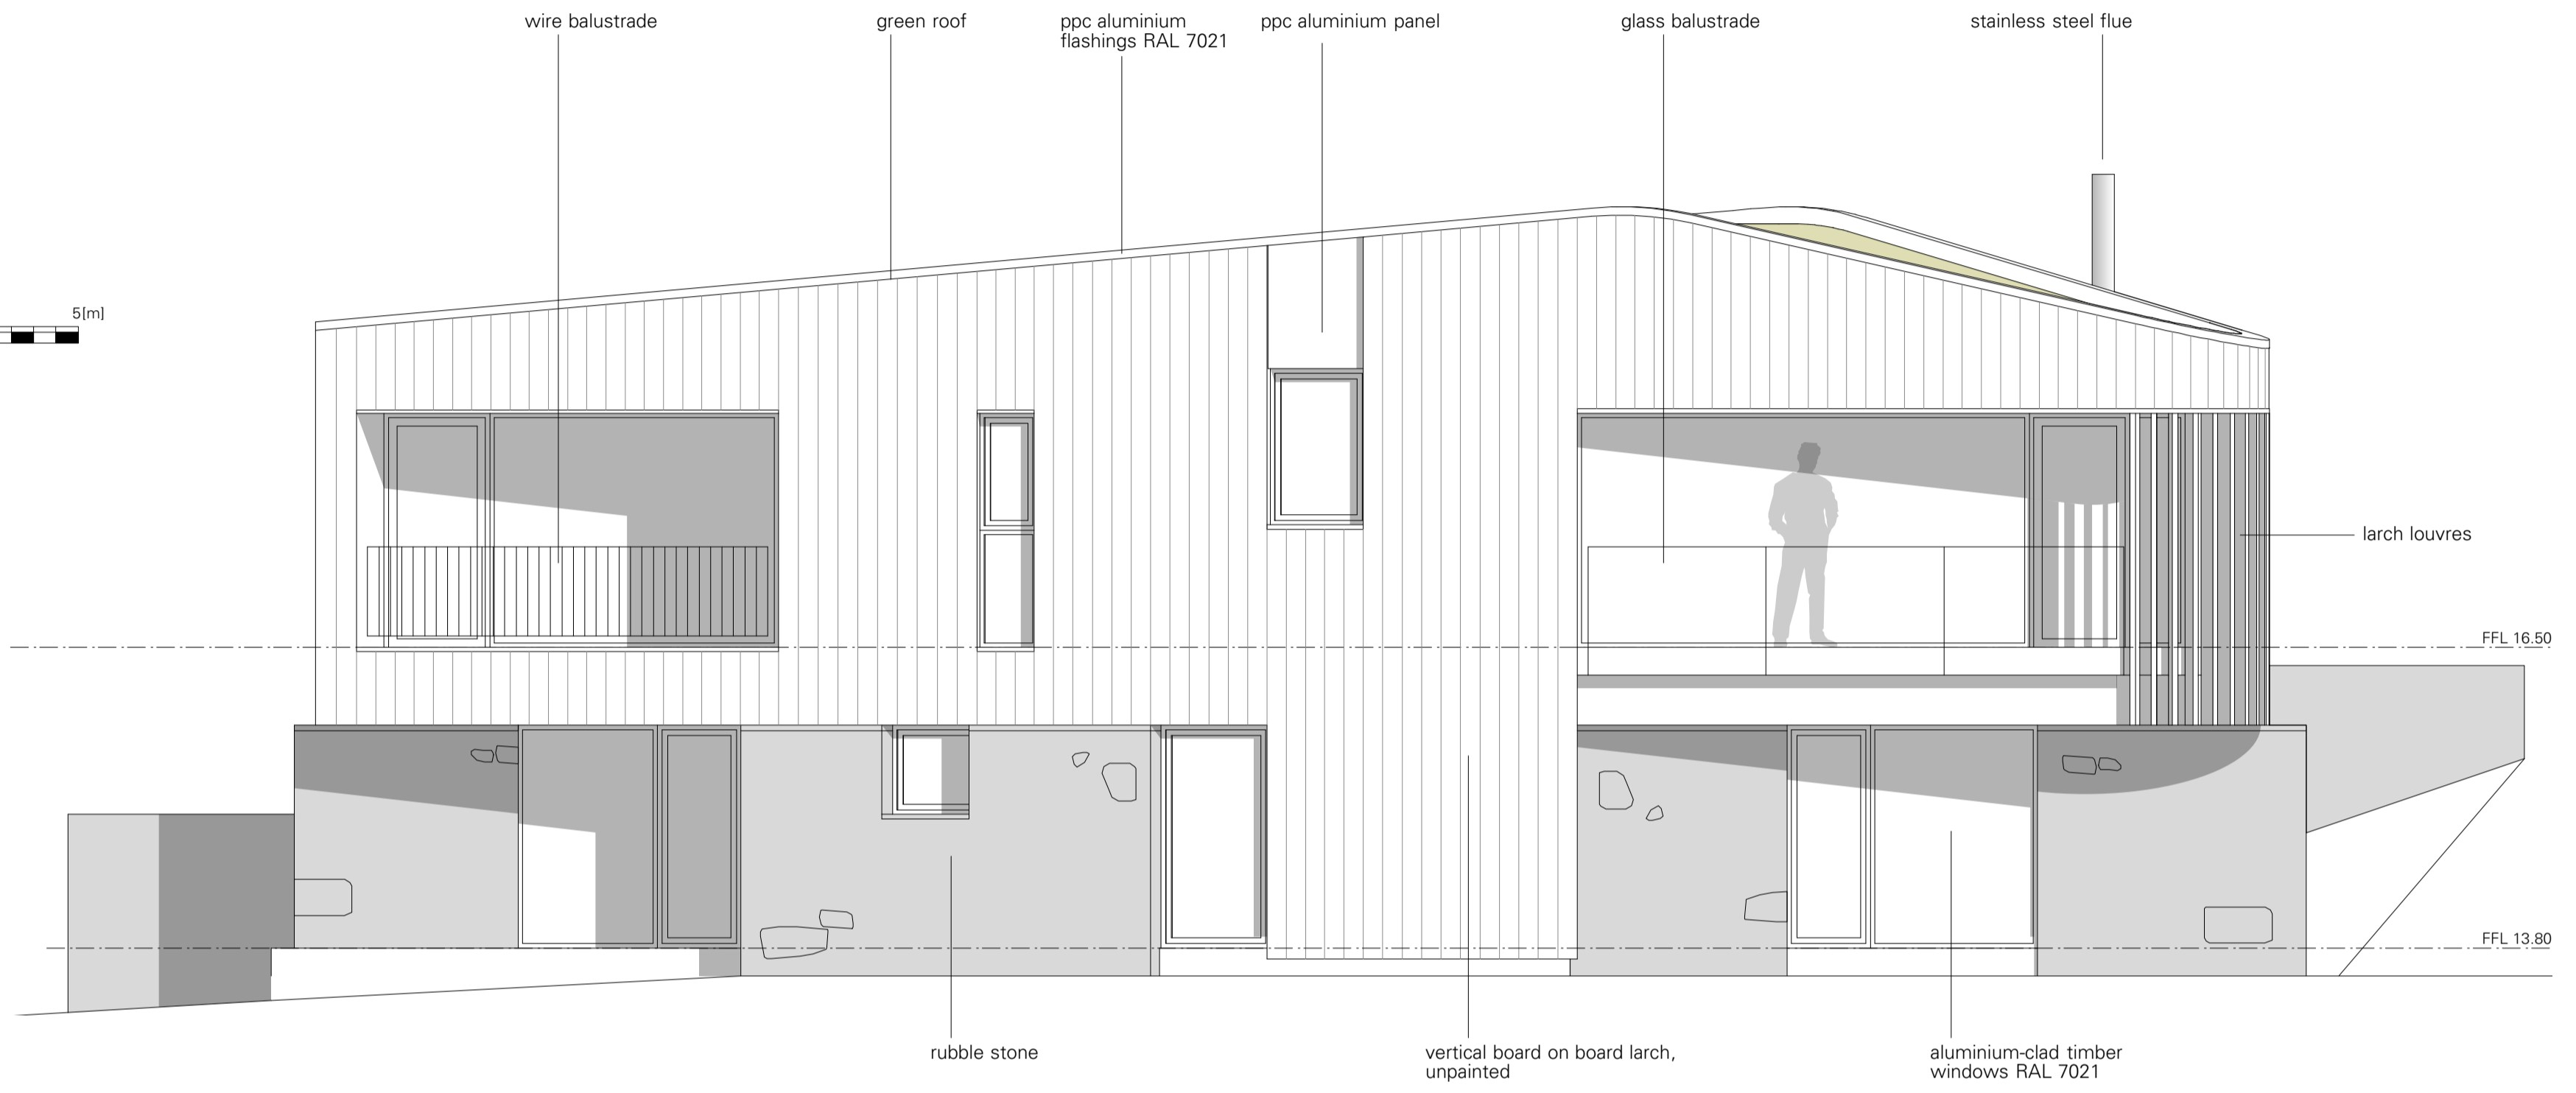 wire balustrade
green roof
ppc aluminium
flashings RAL 7021
ppc aluminium panel
glass balustrade
stainless steel flue
5[m]
larch louvres
FFL 16.50
FFL 13.80
rubble stone
vertical board on board larch,
unpainted
aluminium-clad timber
windows RAL 7021